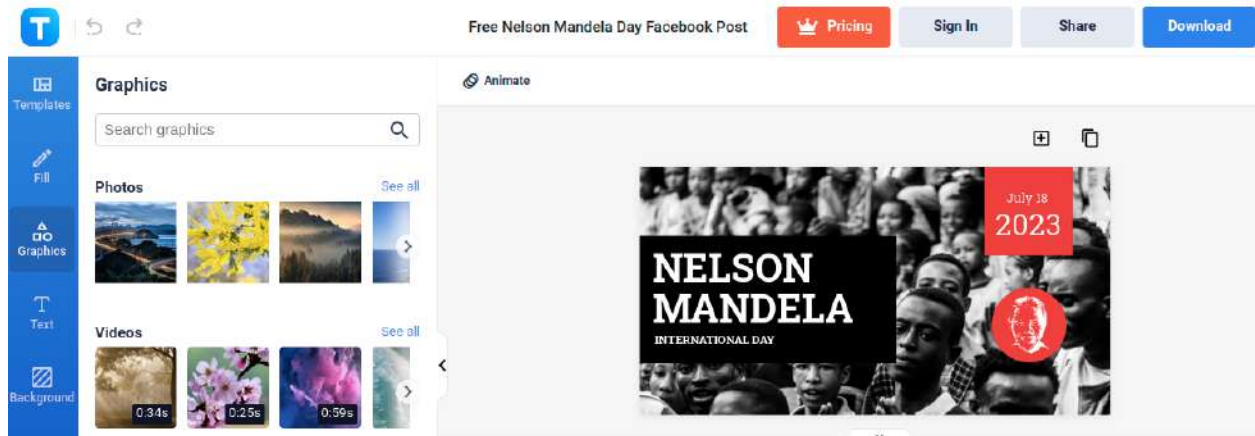 T
Free Nelson Mandela Day Facebook Post
Pricing
Sign In
Share
Download
Templates
Fill
Graphics
Text
Background
Graphics
Search graphics
Photos
See all
Videos
See all
0:34s
0:25s
0:59s
Animate
July 18
2023
NELSON
MANDELA
INTERNATIONAL DAY